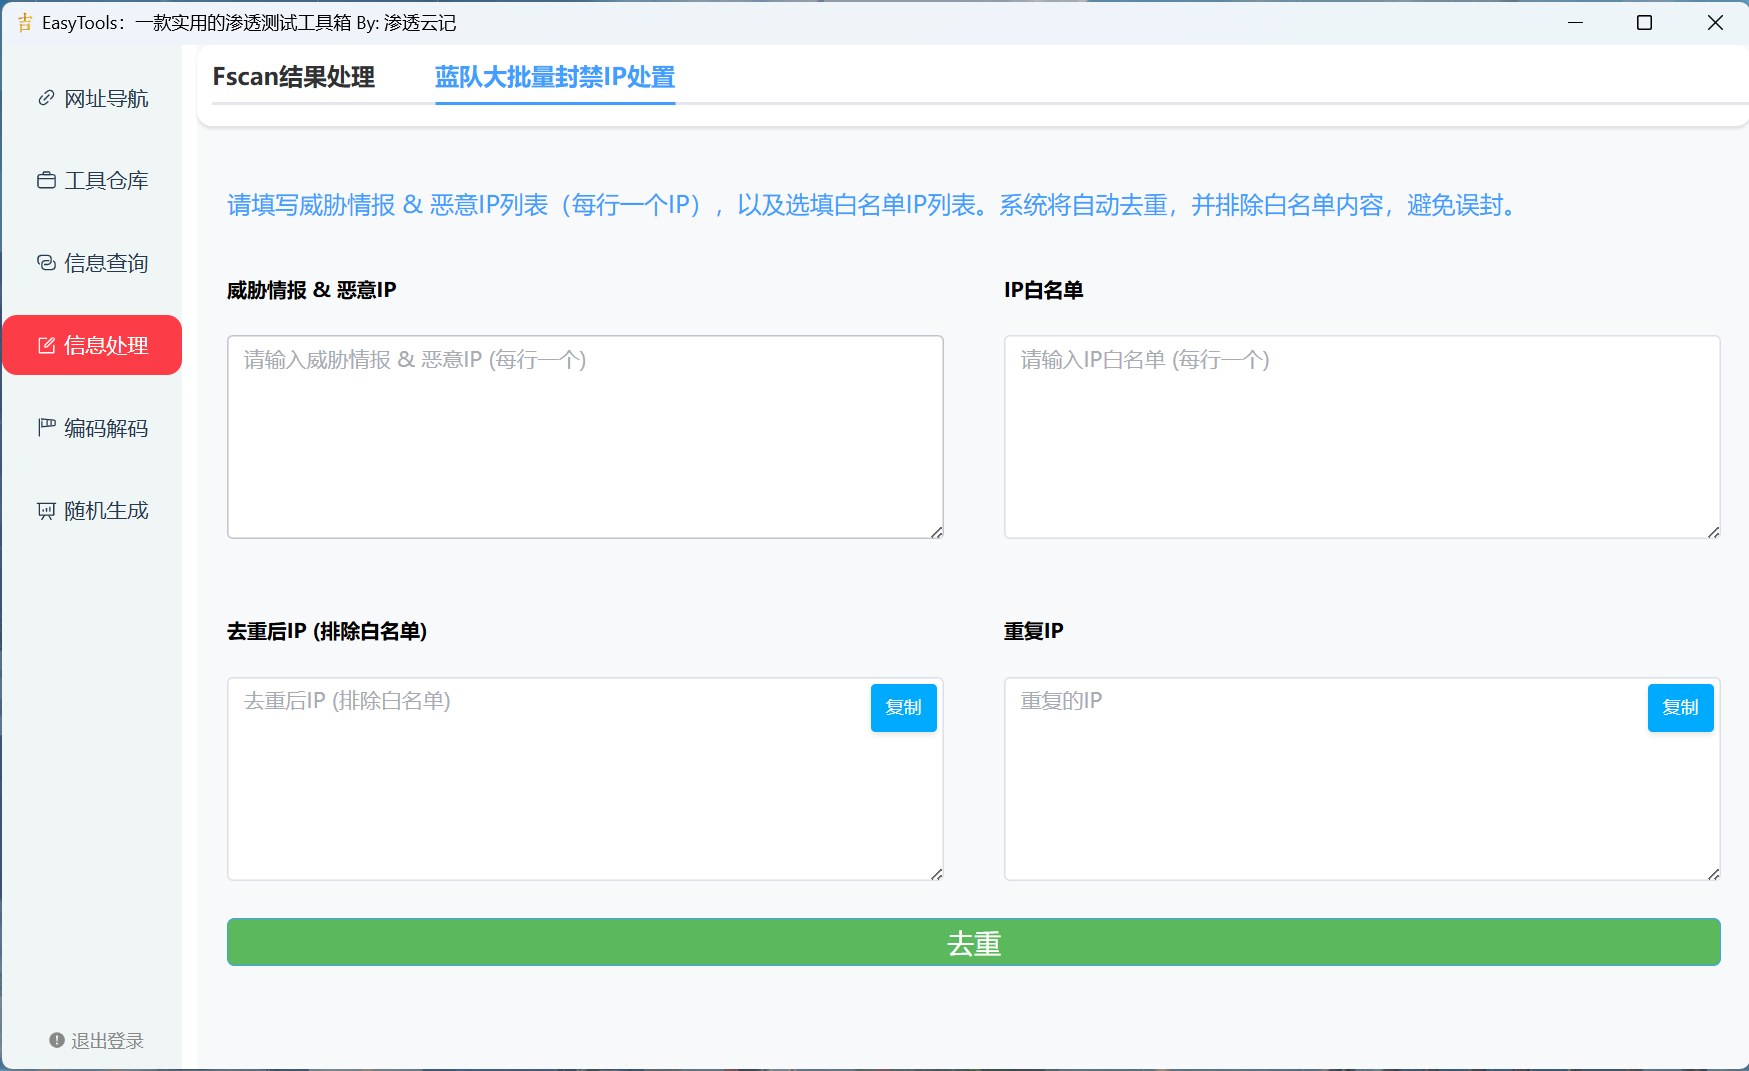 EasyTools：一款实用的渗透测试工具箱 By: 渗透云记
网址导航
工具仓库
信息查询
信息处理
编码解码
随机生成
退出登录
Fscan结果处理
蓝队大批量封禁IP处置
请填写威胁情报 & 恶意IP列表（每行一个IP），以及选填白名单IP列表。系统将自动去重，并排除白名单内容，避免误封。
威胁情报 & 恶意IP
IP白名单
请输入威胁情报 & 恶意IP (每行一个)
请输入IP白名单 (每行一个)
去重后IP (排除白名单)
重复IP
去重后IP (排除白名单)
复制
重复的IP
复制
去重